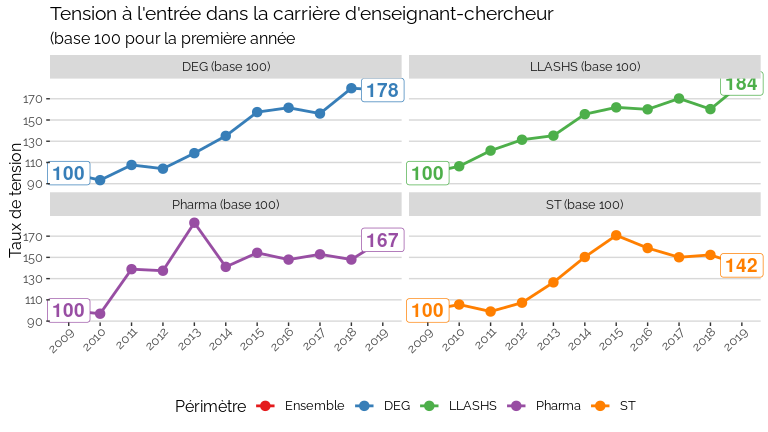 Tension à l'entrée dans la carrière d'enseignant-chercheur
(base 100 pour la première année
DEG (base 100)
LLASHS (base 100)
170
150
130
110
90
100
178
100
184
Taux de tension
Pharma (base 100)
ST (base 100)
170
150
130
110
90
100
167
100
142
2009 2010 2011 2012 2013 2014 2015 2016 2017 2018 2019
2009 2010 2011 2012 2013 2014 2015 2016 2017 2018 2019
Périmètre Ensemble DEG LLASHS Pharma ST